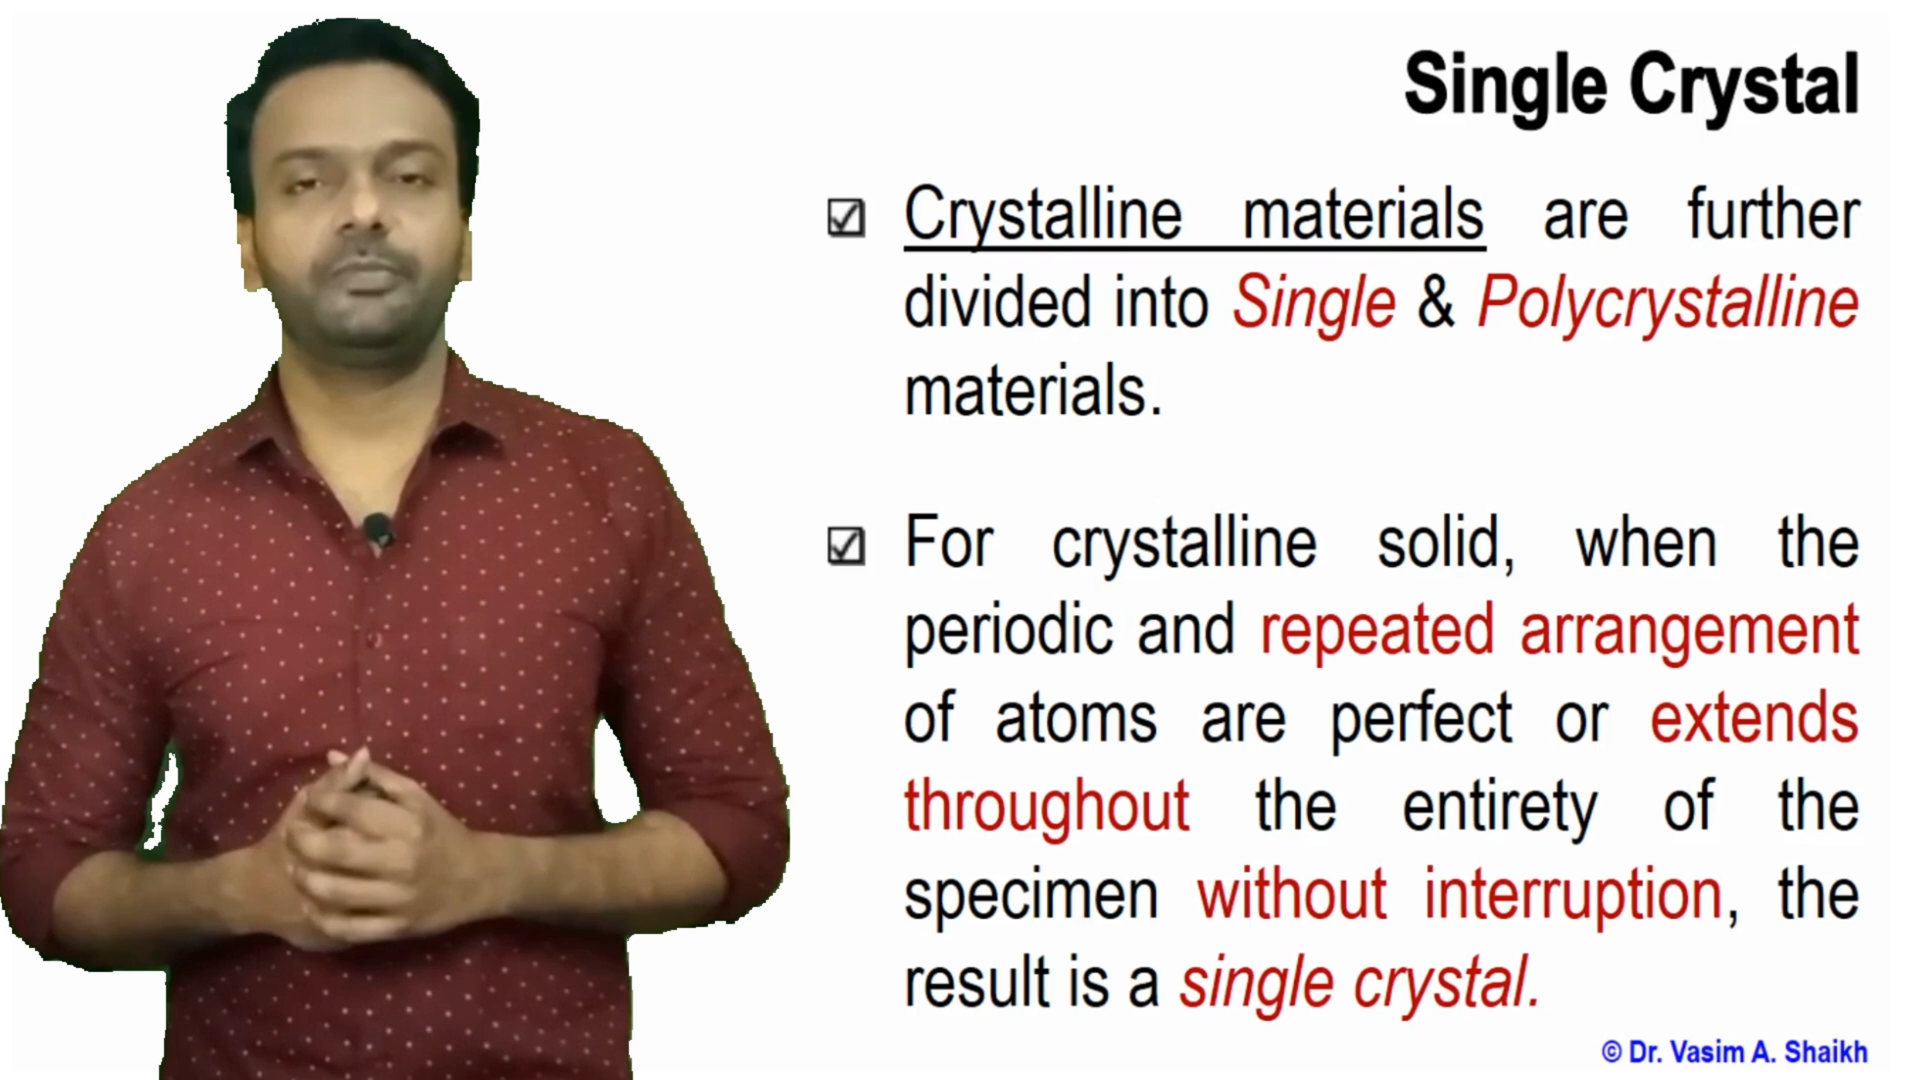 Single Crystal
Crystalline materials are further
divided into Single & Polycrystalline
materials.
For crystalline solid, when the
periodic and repeated arrangement
of atoms are perfect or extends
throughout the entirety of the
specimen without interruption, the
result is a single crystal.
© Dr. Vasim A. Shaikh